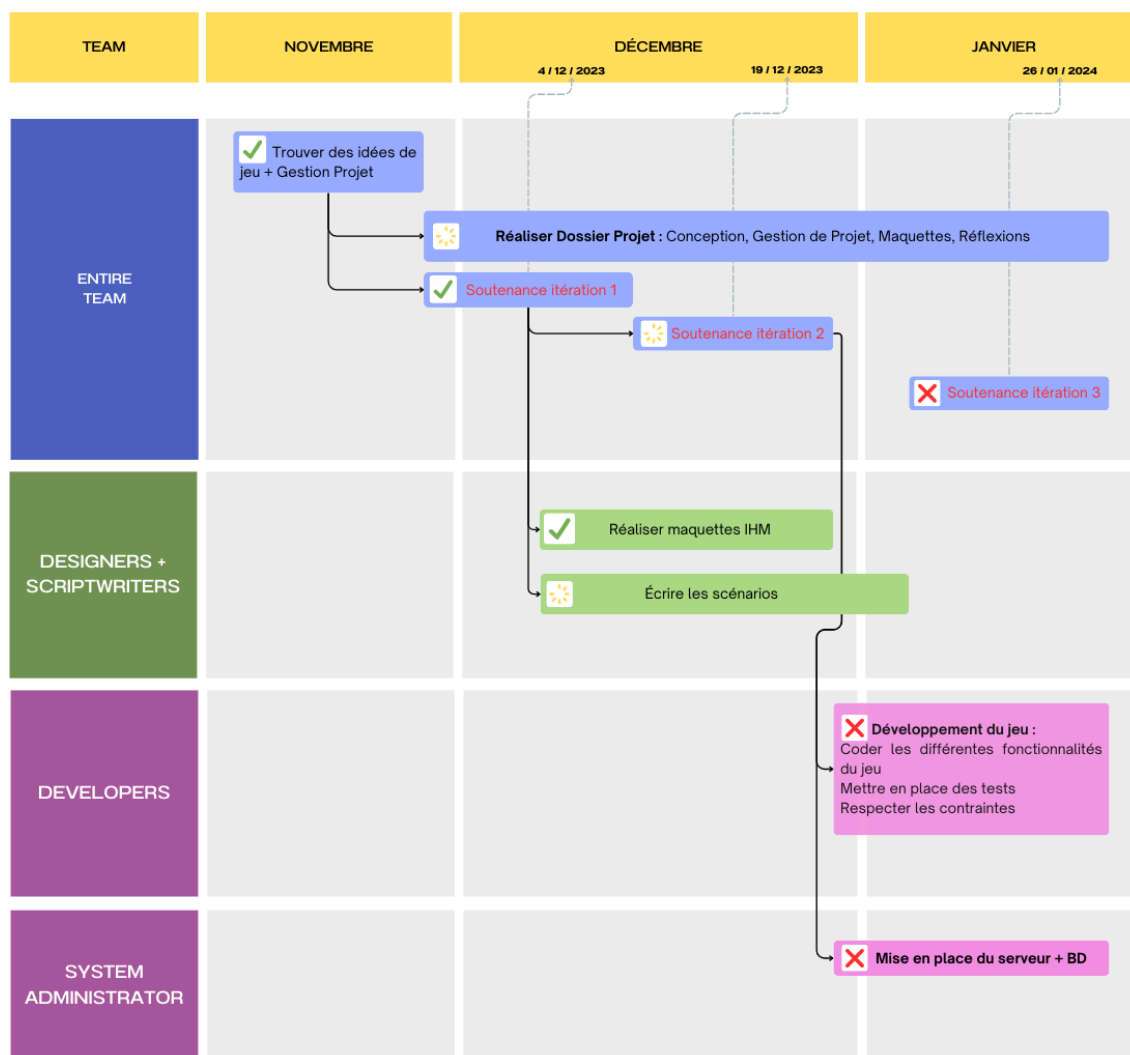 TEAM
NOVEMBRE
DÉCEMBRE
JANVIER
4 / 12 / 2023
19 / 12 / 2023
26 / 01 / 2024
ENTIRE
TEAM
Trouver des idées de
jeu + Gestion Projet
Réaliser Dossier Projet : Conception, Gestion de Projet, Maquettes, Réflexions
Soutenance itération 1
Soutenance itération 2
Soutenance itération 3
DESIGNERS +
SCRIPTWRITERS
Réaliser maquettes IHM
Écrire les scénarios
DEVELOPERS
Développement du jeu :
Coder les différentes fonctionnalités
du jeu
Mettre en place des tests
Respecter les contraintes
SYSTEM
ADMINISTRATOR
Mise en place du serveur + BD